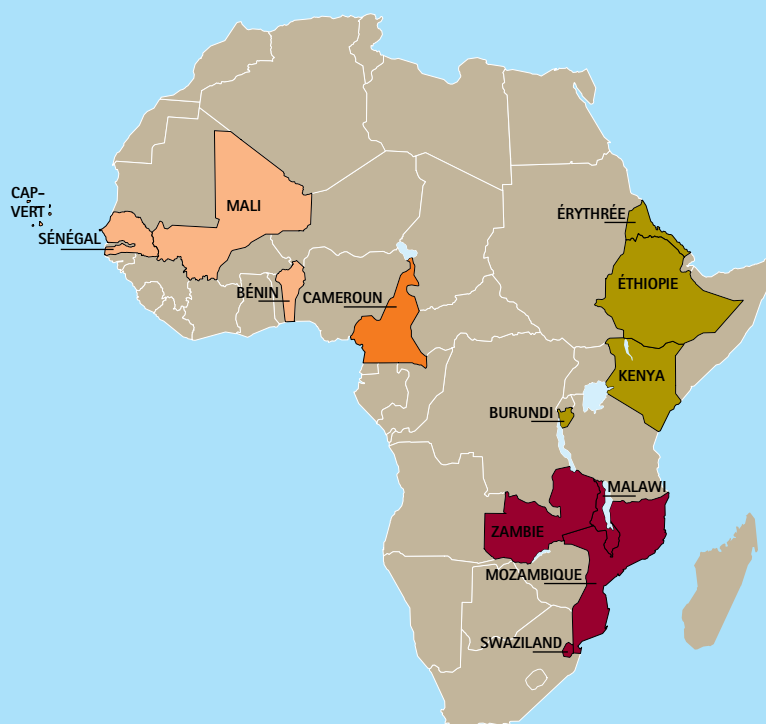 CAP-
VERT
MALI
SÉNÉGAL
ÉRYTHRÉE
BÉNIN
CAMEROUN
ÉTHIOPIE
KENYA
BURUNDI
MALAWI
ZAMBIE
MOZAMBIQUE
SWAZILAND